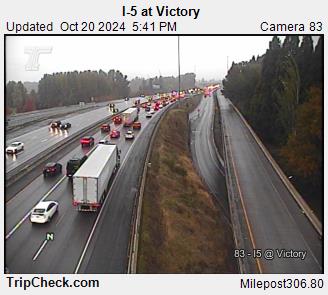 I-5 at Victory
Updated Oct 20 2024 5:41 PM Camera 83
N
83 - I5 @ Victory
TripCheck.com Milepost306.80